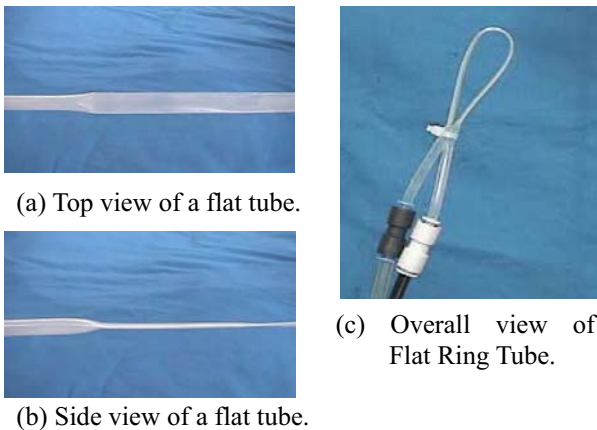 (a) Top view of a flat tube.
(b) Side view of a flat tube.
(c) Overall view of
Flat Ring Tube.